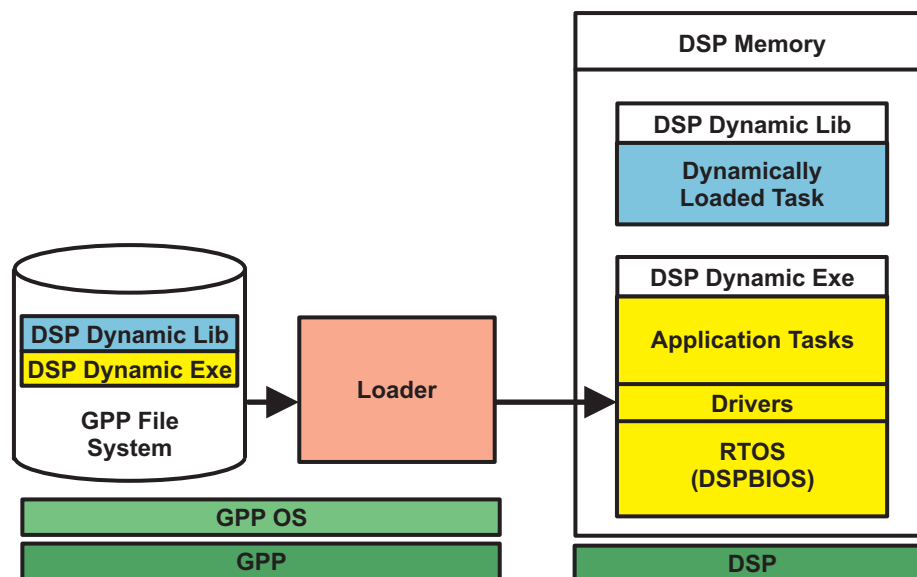 DSP Dynamic Lib
DSP Dynamic Exe
GPP File
System
Loader
GPP OS
GPP
DSP Memory
DSP Dynamic Lib
Dynamically
Loaded Task
DSP Dynamic Exe
Application Tasks
Drivers
RTOS
(DSPBIOS)
DSP